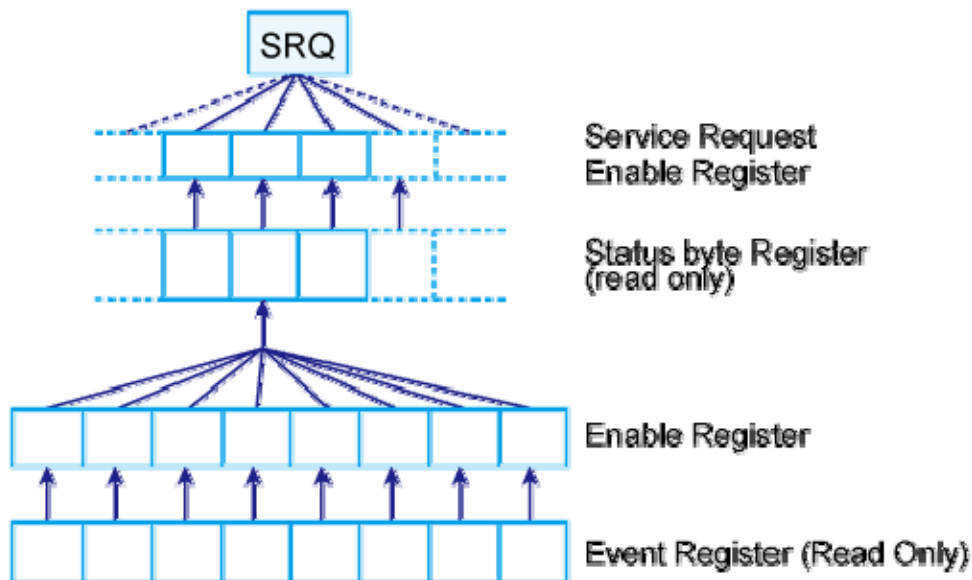 SRQ
Service Request
Enable Register
Status byte Register
(read only)
Enable Register
Event Register (Read Only)